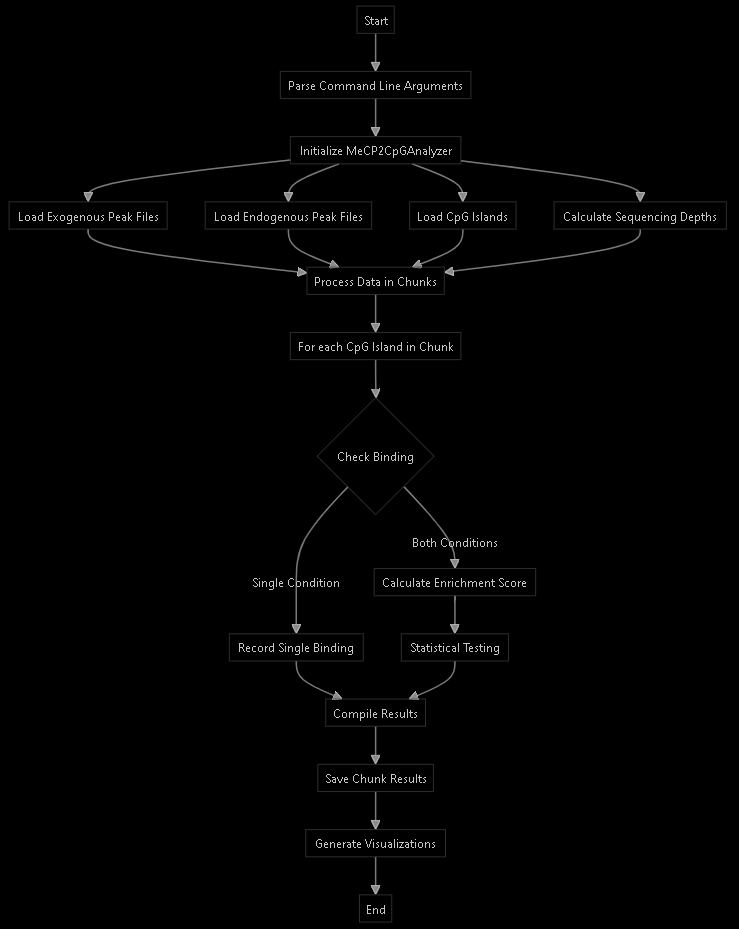 Start
Parse Command Line Arguments
Initialize MeCP2CpGAnalyzer
Load Exogenous Peak Files
Load Endogenous Peak Files
Load CpG Islands
Calculate Sequencing Depths
Process Data in Chunks
For each CpG Island in Chunk
Check Binding
Both Conditions
Single Condition
Calculate Enrichment Score
Record Single Binding
Statistical Testing
Compile Results
Save Chunk Results
Generate Visualizations
End